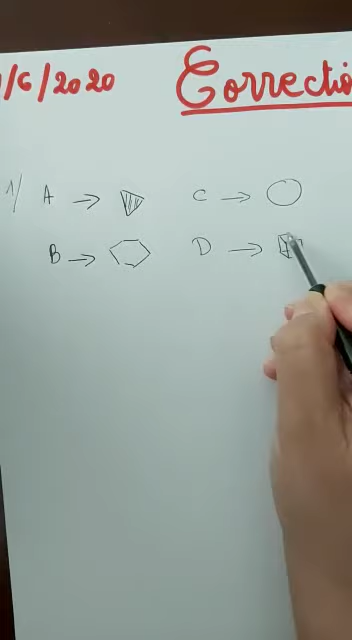 /6/2020 Correctio
1/ A → C →
B → D →